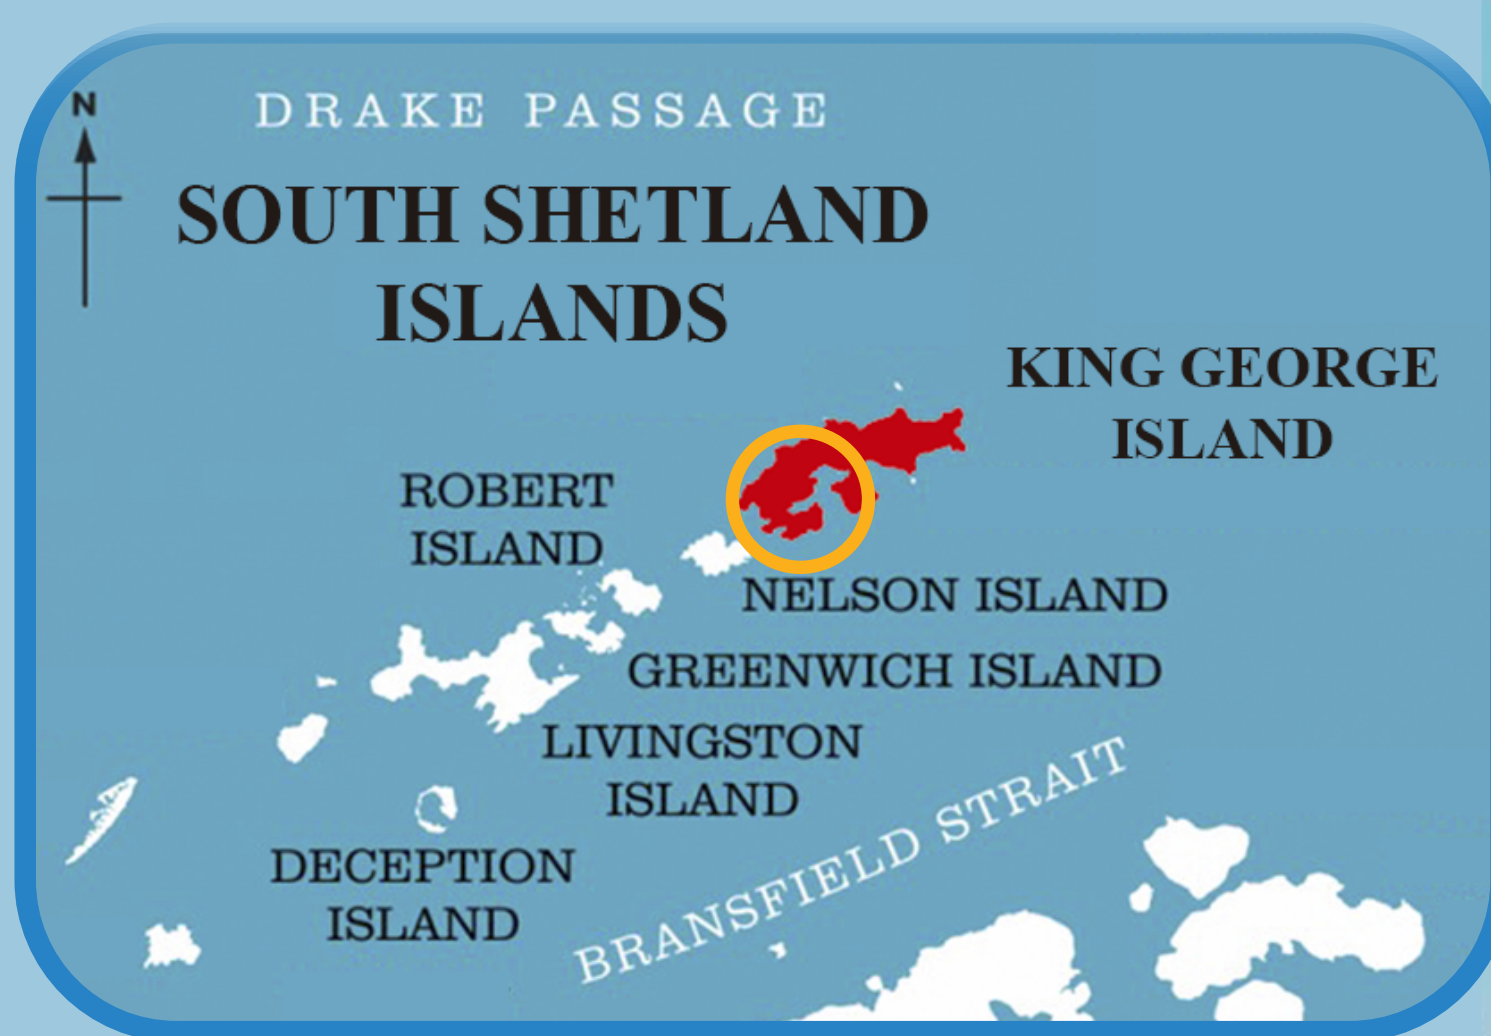 N
DRAKE PASSAGE
SOUTH SHETLAND
ISLANDS
KING GEORGE
ISLAND
ROBERT
ISLAND
NELSON ISLAND
GREENWICH ISLAND
LIVINGSTON
ISLAND
BRANSFIELD STRAIT
DECEPTION
ISLAND